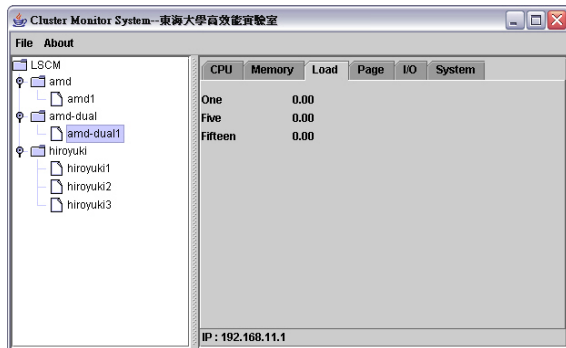 Cluster Monitor System--東海大學高效能實驗室
File About
LSCM
amd
amd1
amd-dual
amd-dual1
hiroyuki
hiroyuki1
hiroyuki2
hiroyuki3
CPU Memory Load Page I/O System
One 0.00
Five 0.00
Fifteen 0.00
IP : 192.168.11.1